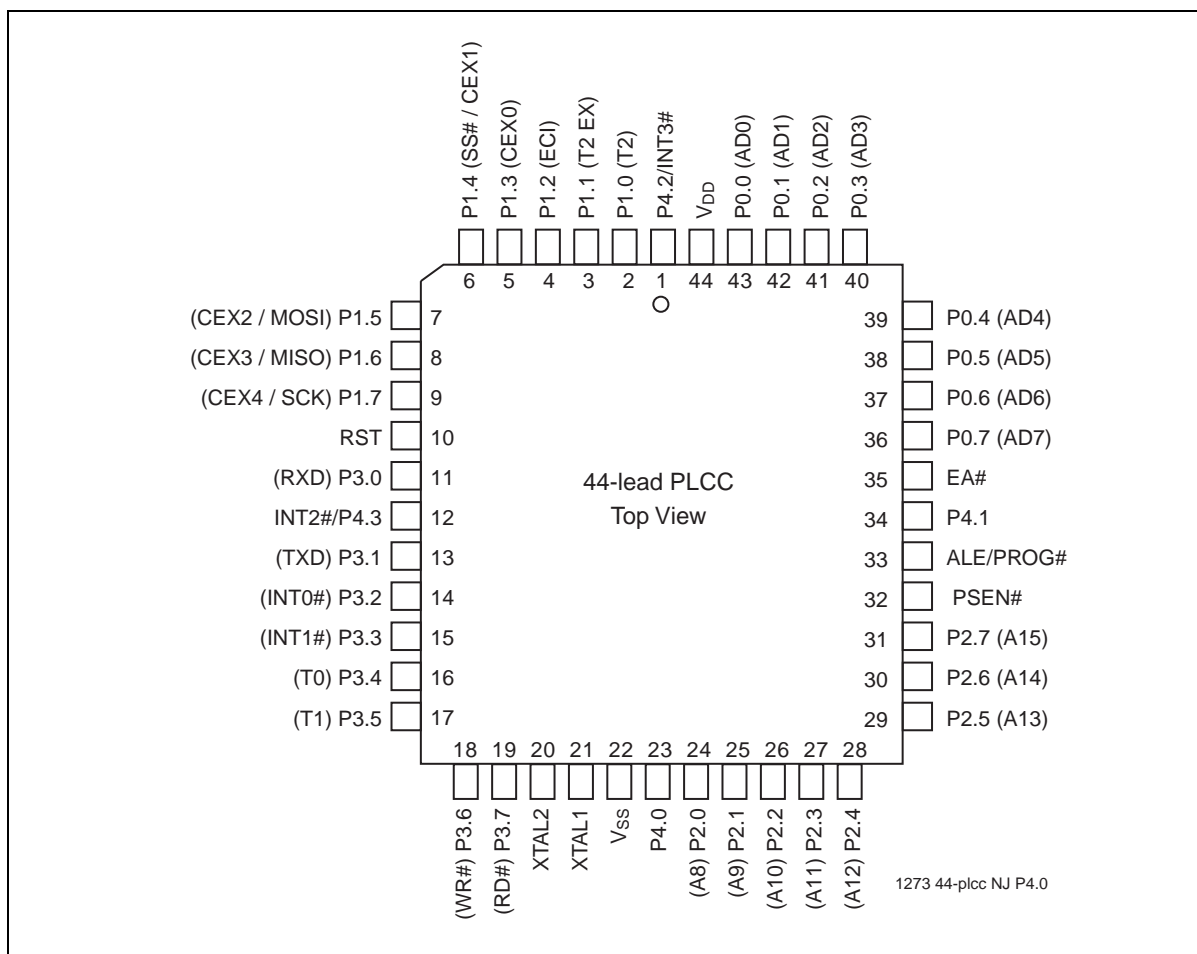 P1.4 (SS# / CEX1)
P1.3 (CEX0)
P1.2 (ECI)
P1.1 (T2 EX)
P1.0 (T2)
P4.2/INT3#
VDD
P0.0 (AD0)
P0.1 (AD1)
P0.2 (AD2)
P0.3 (AD3)
6 5 4 3 2 1 44 43 42 41 40
(CEX2 / MOSI) P1.5 7
(CEX3 / MISO) P1.6 8
(CEX4 / SCK) P1.7 9
RST 10
(RXD) P3.0 11
INT2#/P4.3 12
(TXD) P3.1 13
(INT0#) P3.2 14
(INT1#) P3.3 15
(T0) P3.4 16
(T1) P3.5 17
44-lead PLCC
Top View
39 P0.4 (AD4)
38 P0.5 (AD5)
37 P0.6 (AD6)
36 P0.7 (AD7)
35 EA#
34 P4.1
33 ALE/PROG#
32 PSEN#
31 P2.7 (A15)
30 P2.6 (A14)
29 P2.5 (A13)
18 19 20 21 22 23 24 25 26 27 28
(WR#) P3.6
(RD#) P3.7
XTAL2
XTAL1
VSS
P4.0
(A8) P2.0
(A9) P2.1
(A10) P2.2
(A11) P2.3
(A12) P2.4
1273 44-plcc NJ P4.0